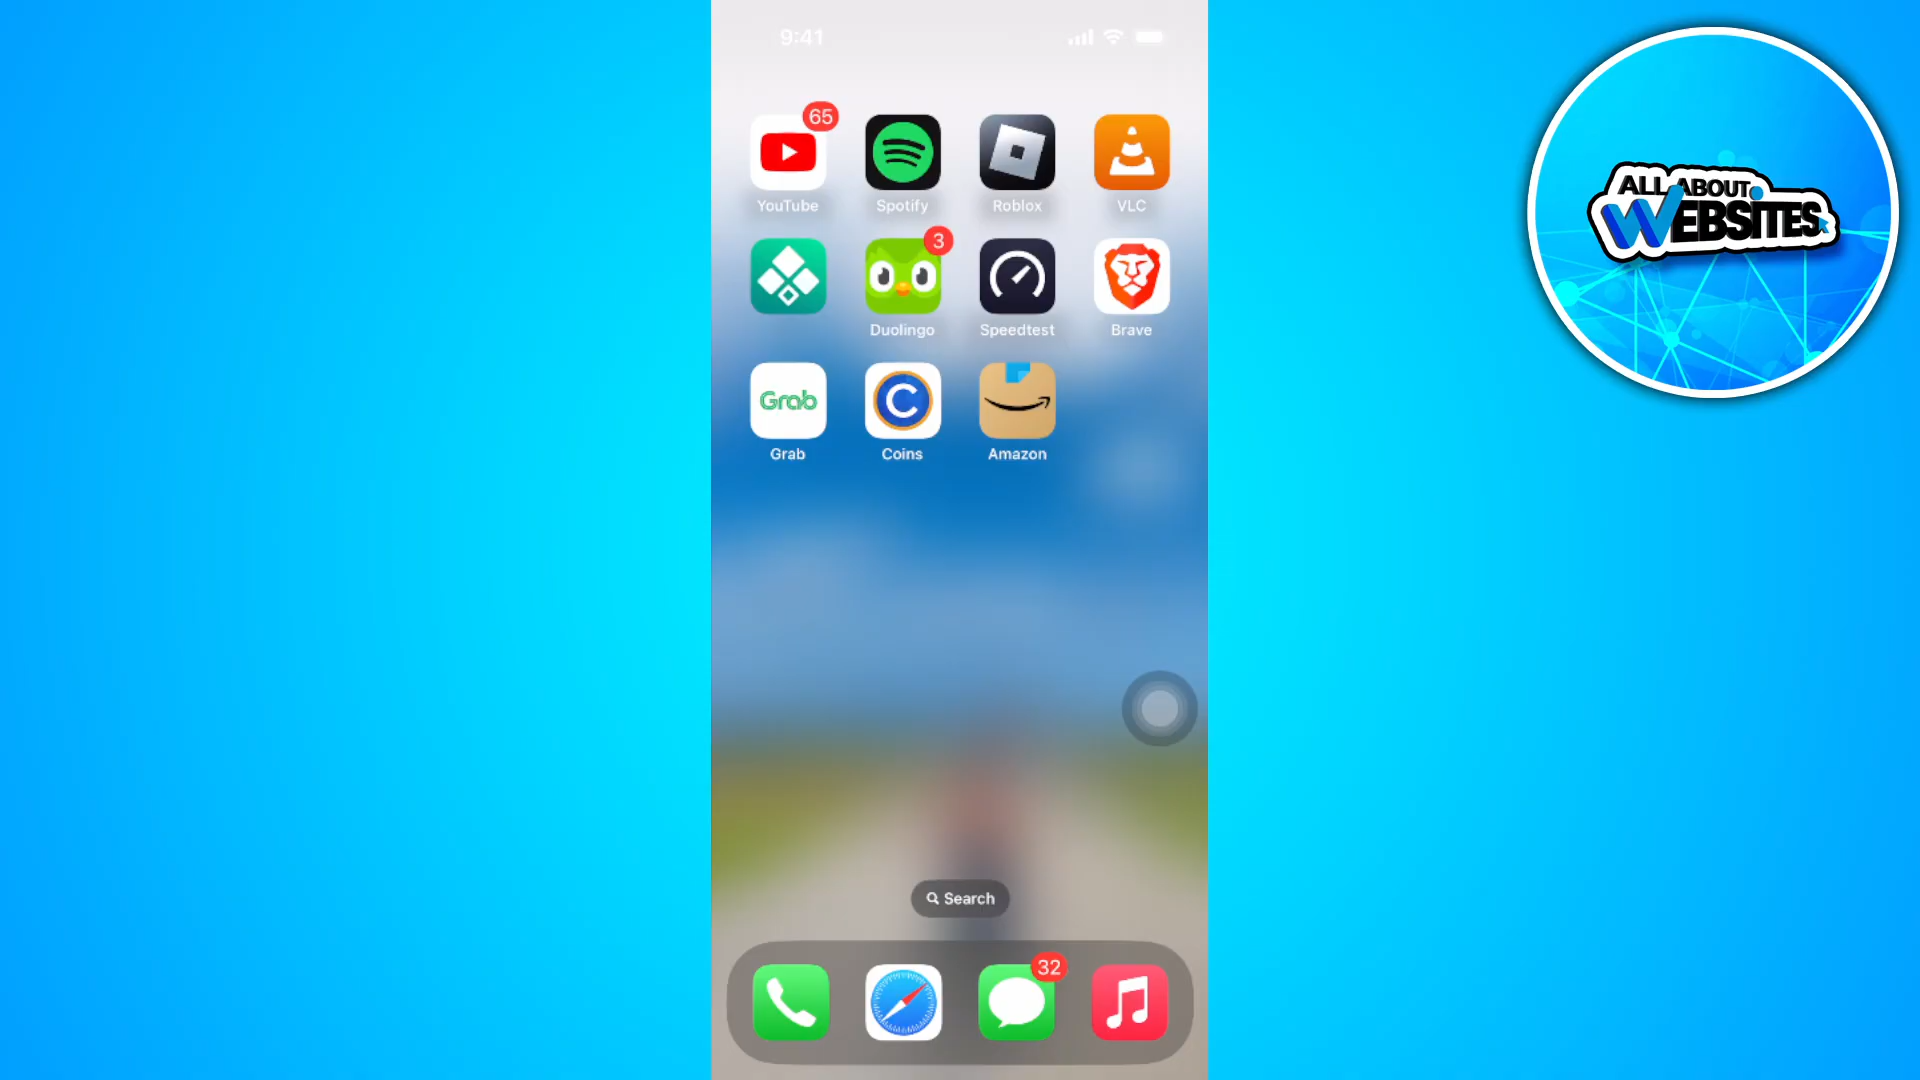 9:41
65
YouTube Spotify Roblox VLC
3
Duolingo Speedtest Brave
Grab
Grab Coins Amazon
Search
32
ALL ABOUT
WEBSITES